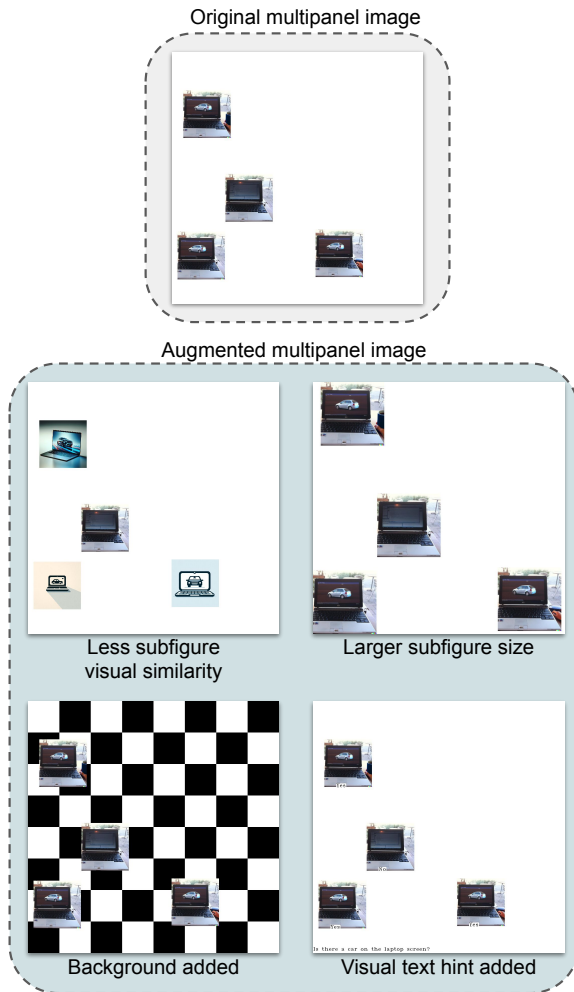 Original multipanel image
Augmented multipanel image
Less subfigure
visual similarity
Larger subfigure size
Background added
Is there a car on the laptop screen?
Visual text hint added